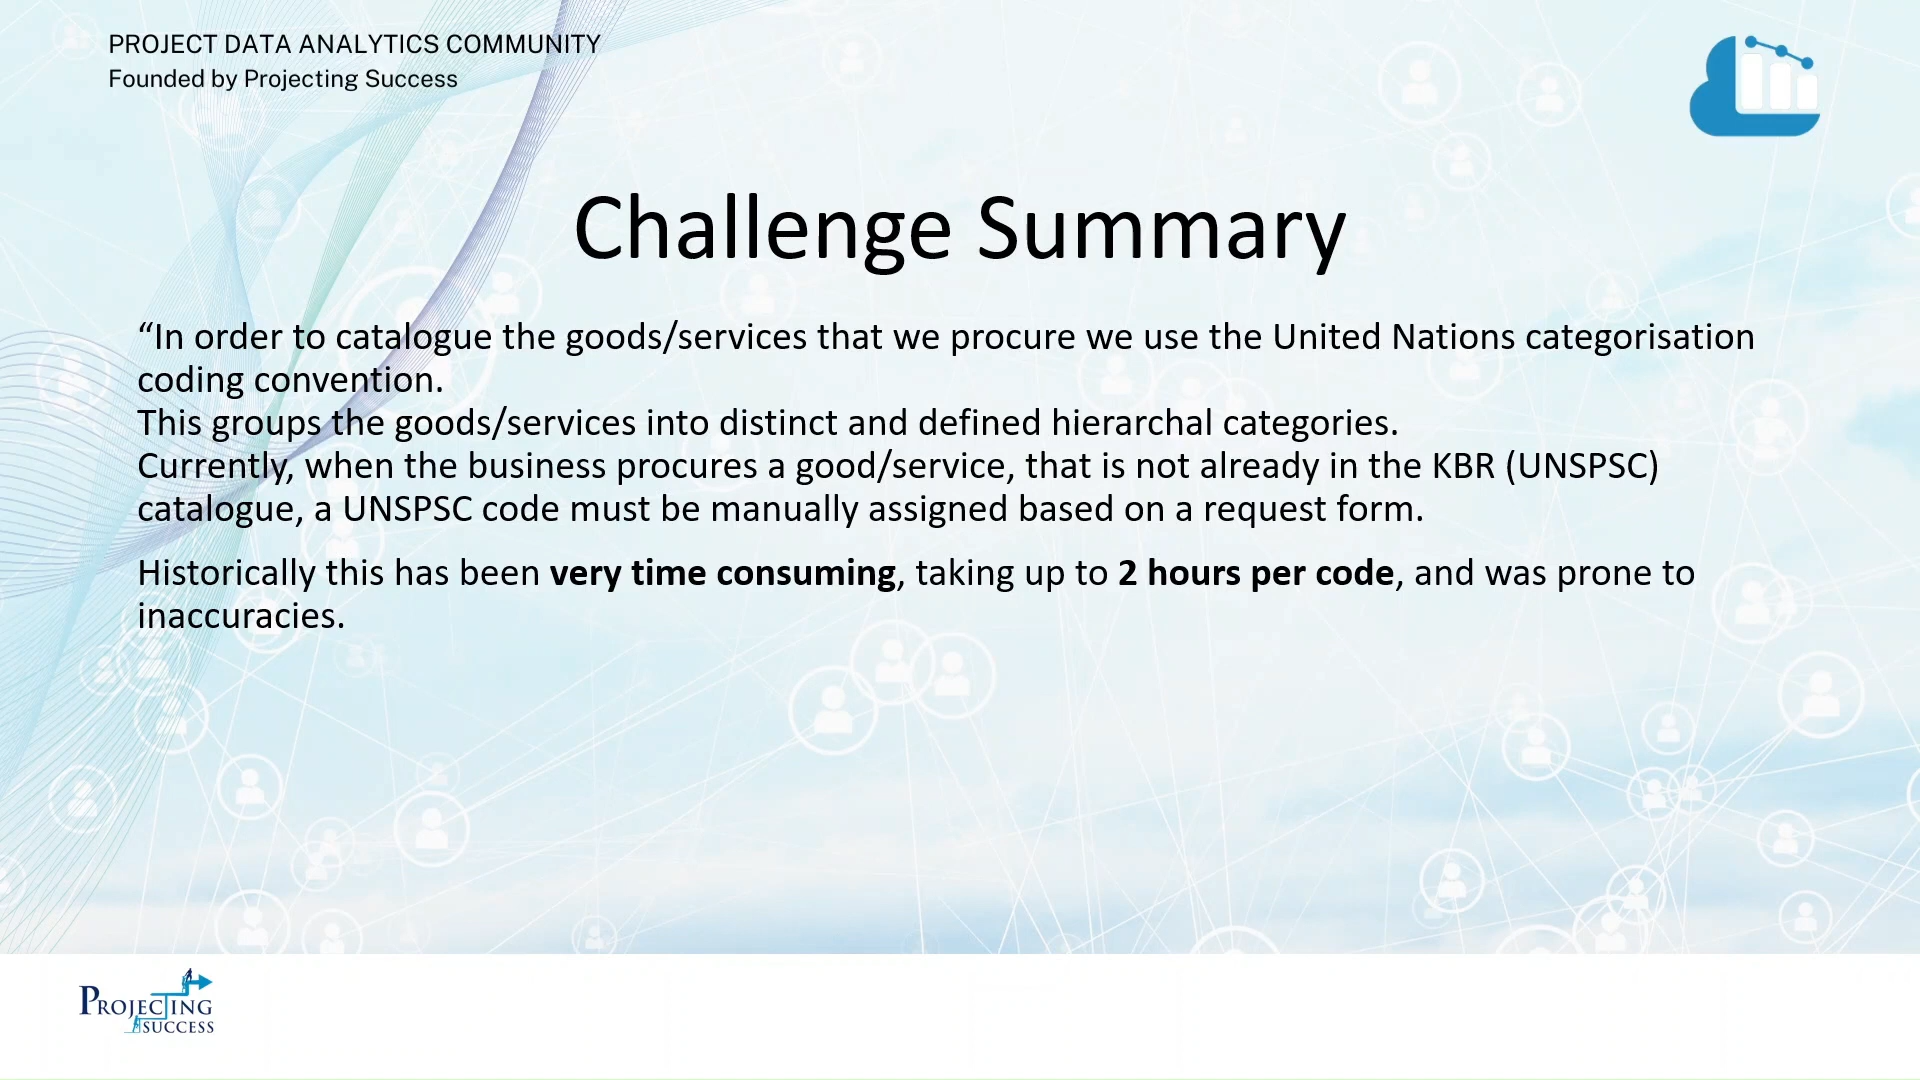 PROJECT DATA ANALYTICS COMMUNITY
Founded by Projecting Success
Challenge Summary
“In order to catalogue the goods/services that we procure we use the United Nations categorisation
coding convention.
This groups the goods/services into distinct and defined hierarchal categories.
Currently, when the business procures a good/service, that is not already in the KBR (UNSPSC)
catalogue, a UNSPSC code must be manually assigned based on a request form.
Historically this has been very time consuming, taking up to 2 hours per code, and was prone to
inaccuracies.
PROJECTING
SUCCESS